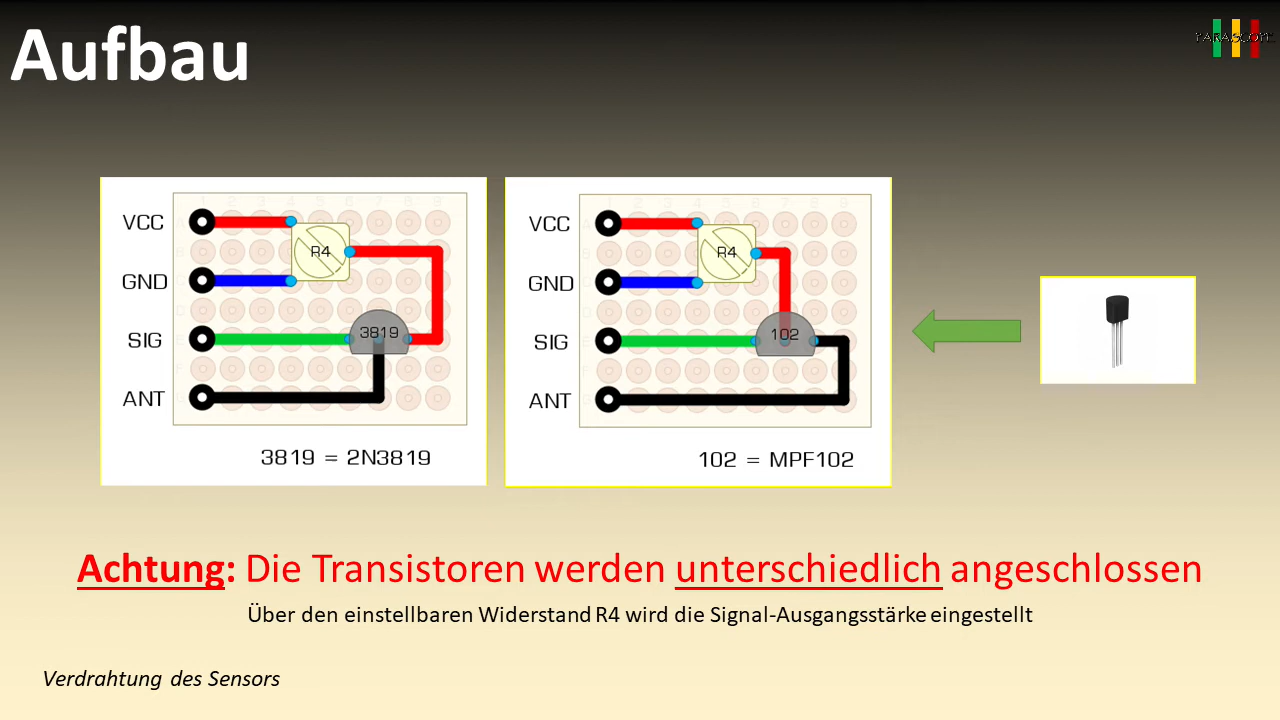 Aufbau
TARASCOTT
VCC
GND
SIG
ANT
R4
3819
3819 = 2N3819
VCC
GND
SIG
ANT
R4
102
102 = MPF102
Achtung: Die Transistoren werden unterschiedlich angeschlossen
Über den einstellbaren Widerstand R4 wird die Signal-Ausgangsstärke eingestellt
Verdrahtung des Sensors